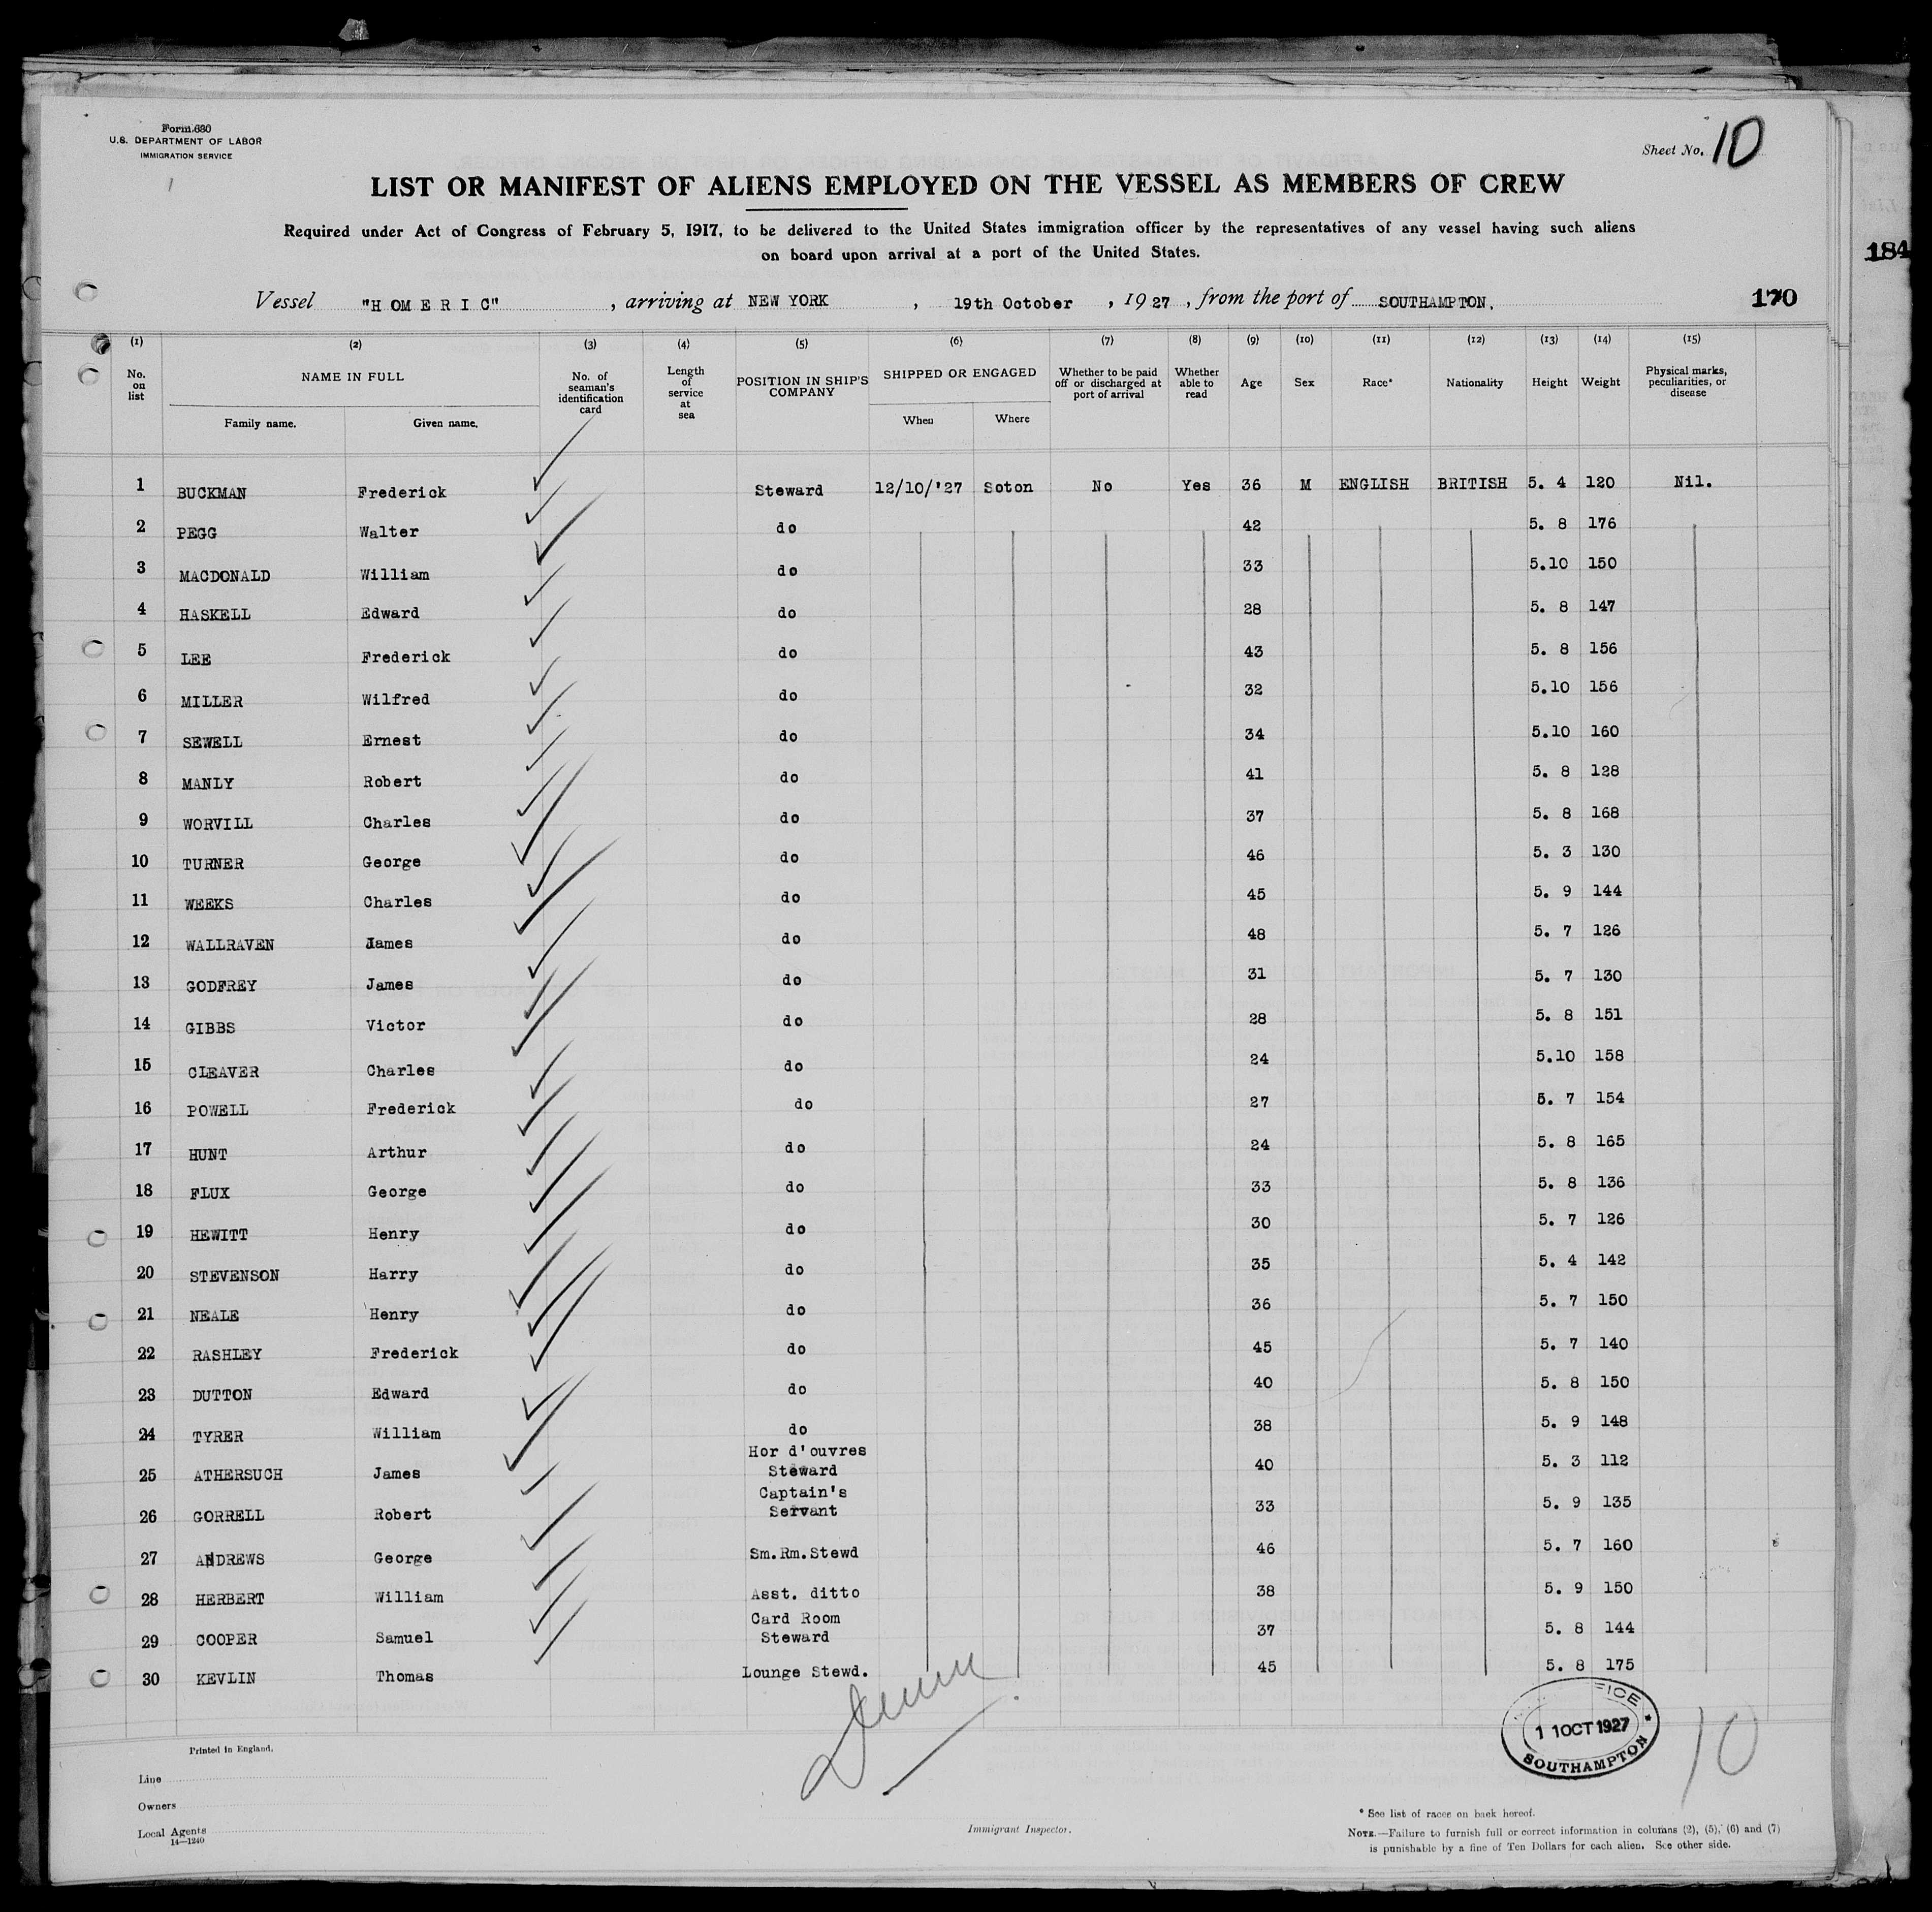 Form 680
U.S. DEPARTMENT OF LABOR
IMMIGRATION SERVICE
Sheet No. 10
LIST OR MANIFEST OF ALIENS EMPLOYED ON THE VESSEL AS MEMBERS OF CREW
Required under Act of Congress of February 5, 1917, to be delivered to the United States immigration officer by the representatives of any vessel having such aliens
on board upon arrival at a port of the United States.
184
Vessel "HOMERIC", arriving at NEW YORK, 19th October, 1927, from the port of SOUTHAMPTON. 170
(1) (2) (3) (4) (5) (6) (7) (8) (9) (10) (11) (12) (13) (14) (15)
No. on list NAME IN FULL Family name. Given name. No. of seaman's identification card Length of service at sea POSITION IN SHIP'S COMPANY SHIPPED OR ENGAGED When Where Whether to be paid off or discharged at port of arrival Whether able to read Age Sex Race* Nationality Height Weight Physical marks, peculiarities, or disease
1 BUCKMAN Frederick Steward 12/10/'27 Soton No Yes 36 M ENGLISH BRITISH 5. 4 120 Nil.
2 PEGG Walter do 42 5. 8 176
3 MACDONALD William do 33 5.10 150
4 HASKELL Edward do 28 5. 8 147
5 LEE Frederick do 43 5. 8 156
6 MILLER Wilfred do 32 5.10 156
7 SEWELL Ernest do 34 5.10 160
8 MANLY Robert do 41 5. 8 128
9 WORVILL Charles do 37 5. 8 168
10 TURNER George do 46 5. 3 130
11 WEEKS Charles do 45 5. 9 144
12 WALLRAVEN James do 48 5. 7 126
13 GODFREY James do 31 5. 7 130
14 GIBBS Victor do 28 5. 8 151
15 CLEAVER Charles do 24 5.10 158
16 POWELL Frederick do 27 5. 7 154
17 HUNT Arthur do 24 5. 8 165
18 FLUX George do 33 5. 8 136
19 HEWITT Henry do 30 5. 7 126
20 STEVENSON Harry do 35 5. 4 142
21 NEALE Henry do 36 5. 7 150
22 RASHLEY Frederick do 45 5. 7 140
23 DUTTON Edward do 40 5. 8 150
24 TYRER William do 38 5. 9 148
25 ATHERSUCH James Hor d'ouvres Steward 40 5. 3 112
26 GORRELL Robert Captain's Servant 33 5. 9 135
27 ANDREWS George Sm.Rm.Stewd 46 5. 7 160
28 HERBERT William Asst. ditto 38 5. 9 150
29 COOPER Samuel Card Room Steward 37 5. 8 144
30 KEVLIN Thomas Lounge Stewd. 45 5. 8 175
11 OCT 1927
SOUTHAMPTON
10
Printed in England.
Line
Owners
Local Agents
14—1240
Immigrant Inspector.
* See list of races on back hereof.
NOTE.—Failure to furnish full or correct information in columns (2), (5), (6) and (7)
is punishable by a fine of Ten Dollars for each alien. See other side.